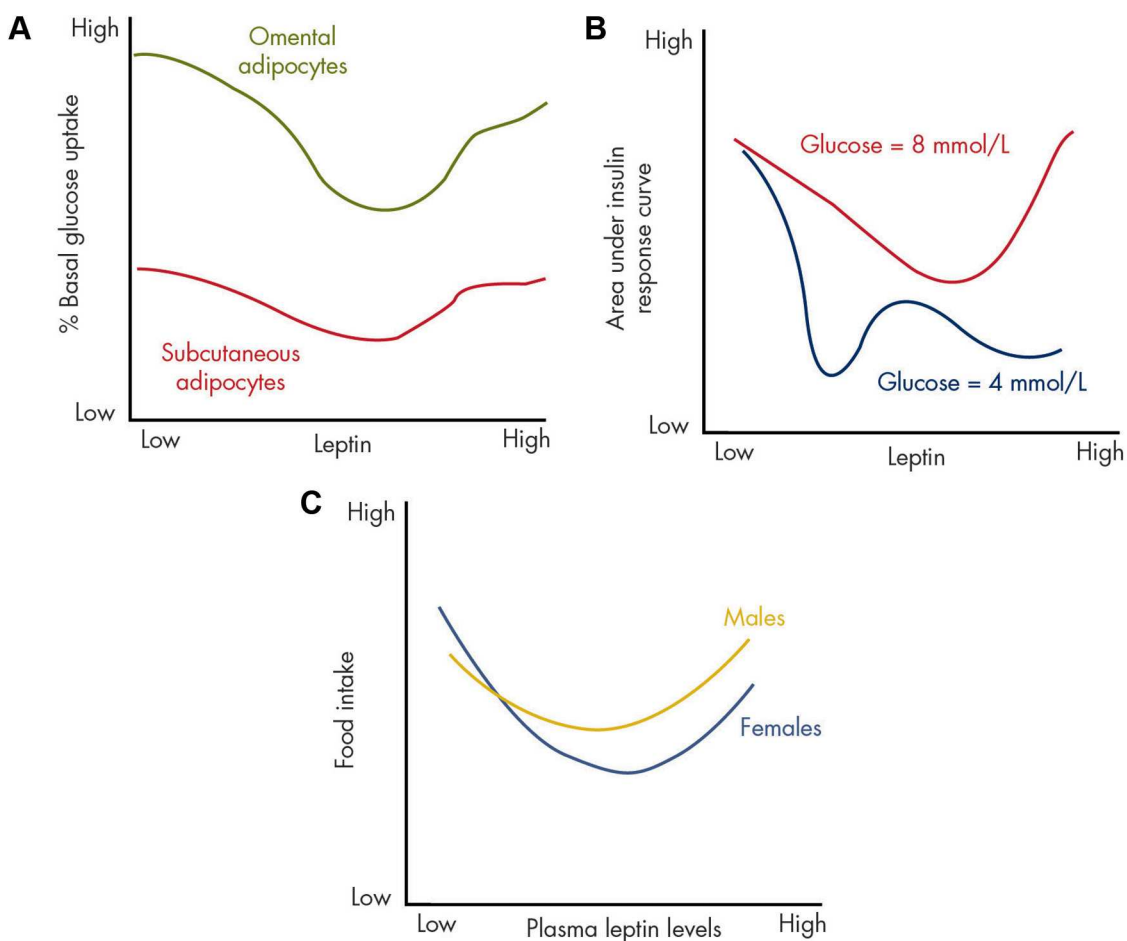 A
High
Omental
adipocytes
% Basal glucose uptake
Subcutaneous
adipocytes
Low
Low
Leptin
High
B
High
Glucose = 8 mmol/L
Area under insulin
response curve
Glucose = 4 mmol/L
Low
Low
Leptin
High
C
High
Males
Food intake
Females
Low
Low
Plasma leptin levels
High